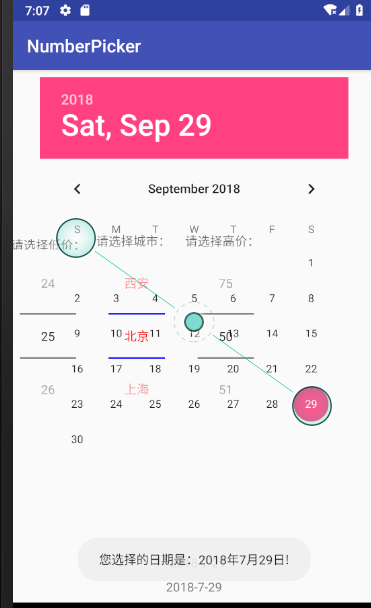 7:07
NumberPicker
2018
Sat, Sep 29
September 2018
S M T W T F S
请选择低价： 请选择城市： 请选择高价：
1
24 西安 75
2 3 4 5 6 7 8
25 9 10 北京 11 12 50 13 14 15
16 17 18 19 20 21 22
26 上海 51
23 24 25 26 27 28 29
30
您选择的日期是：2018年7月29日!
2018-7-29